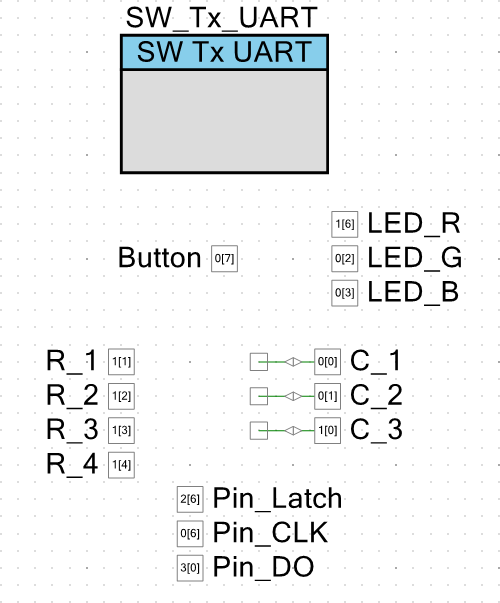 SW_Tx_UART
SW Tx UART
1[6] LED_R
Button 0[7] 0[2] LED_G
0[3] LED_B
R_1 1[1] 0[0] C_1
R_2 1[2] 0[1] C_2
R_3 1[3] 1[0] C_3
R_4 1[4]
2[6] Pin_Latch
0[6] Pin_CLK
3[0] Pin_DO